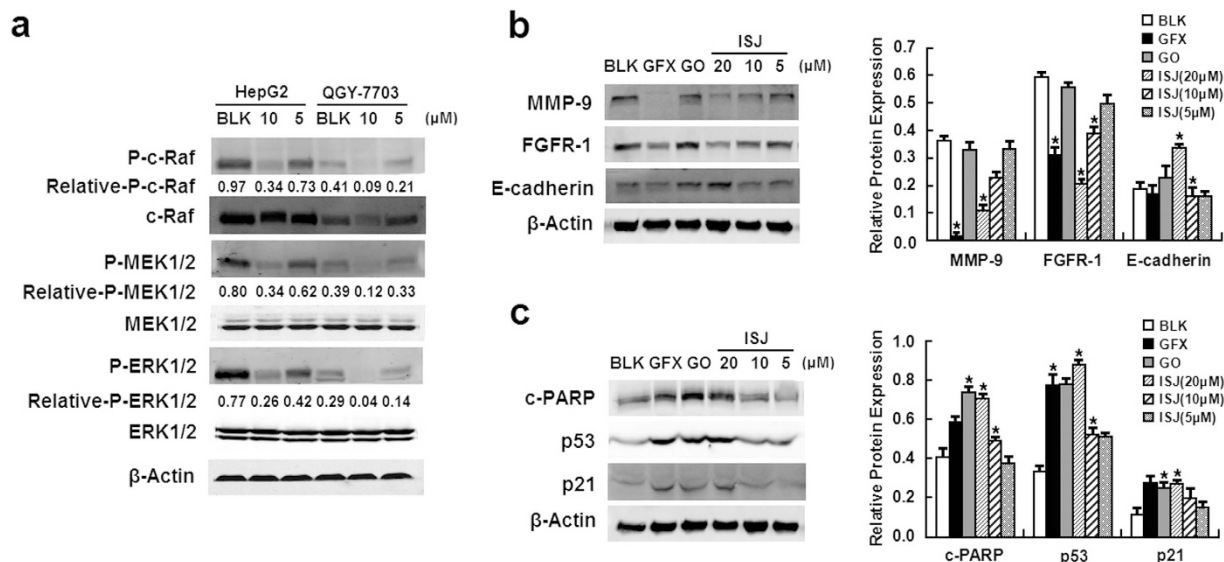 a
HepG2 QGY-7703
BLK 10 5 BLK 10 5 (μM)
P-c-Raf
Relative-P-c-Raf 0.97 0.34 0.73 0.41 0.09 0.21
c-Raf
P-MEK1/2
Relative-P-MEK1/2 0.80 0.34 0.62 0.39 0.12 0.33
MEK1/2
P-ERK1/2
Relative-P-ERK1/2 0.77 0.26 0.42 0.29 0.04 0.14
ERK1/2
β-Actin
b
ISJ
BLK GFX GO 20 10 5 (μM)
MMP-9
FGFR-1
E-cadherin
β-Actin
Relative Protein Expression
0.7
0.6
0.5
0.4
0.3
0.2
0.1
0.0
* * * * * * *
MMP-9 FGFR-1 E-cadherin
BLK
GFX
GO
ISJ(20μM)
ISJ(10μM)
ISJ(5μM)
c
ISJ
BLK GFX GO 20 10 5 (μM)
c-PARP
p53
p21
β-Actin
Relative Protein Expression
1.0
0.8
0.6
0.4
0.2
0.0
* * * * * * * *
c-PARP p53 p21
BLK
GFX
GO
ISJ(20μM)
ISJ(10μM)
ISJ(5μM)